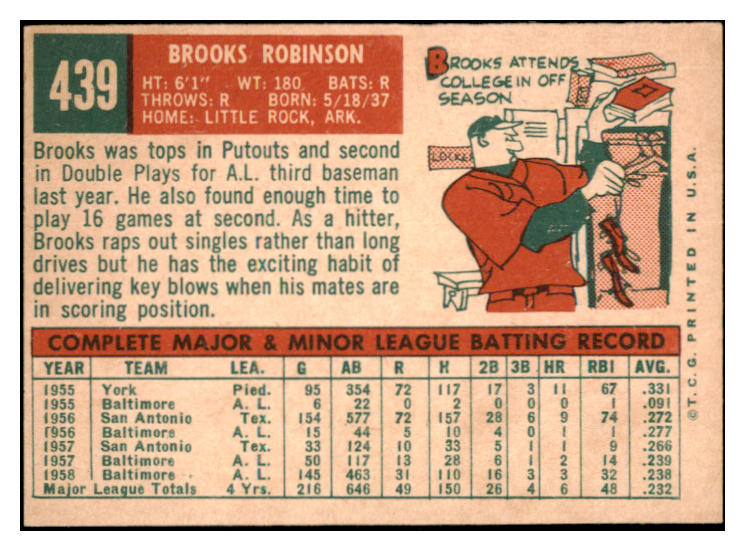 439
BROOKS ROBINSON
HT: 6'1" WT: 180 BATS: R
THROWS: R BORN: 5/18/37
HOME: LITTLE ROCK, ARK.
Brooks was tops in Putouts and second
in Double Plays for A.L. third baseman
last year. He also found enough time to
play 16 games at second. As a hitter,
Brooks raps out singles rather than long
drives but he has the exciting habit of
delivering key blows when his mates are
in scoring position.
BROOKS ATTENDS
COLLEGE IN OFF
SEASON
LOCKE
COMPLETE MAJOR & MINOR LEAGUE BATTING RECORD
YEAR TEAM LEA. G AB R H 2B 3B HR RBI AVG.
1955 York Pied. 95 354 72 117 17 3 11 67 .331
1955 Baltimore A. L. 6 22 0 2 0 0 0 1 .091
1956 San Antonio Tex. 154 577 72 157 28 6 9 74 .272
1956 Baltimore A. L. 15 44 5 10 4 0 1 1 .277
1957 San Antonio Tex. 33 124 10 33 5 1 1 9 .266
1957 Baltimore A. L. 50 117 13 28 6 1 2 14 .239
1958 Baltimore A. L. 145 463 31 110 16 3 3 32 .238
Major League Totals 4 Yrs. 216 646 49 150 26 4 6 48 .232
©T.C.G. PRINTED IN U.S.A.